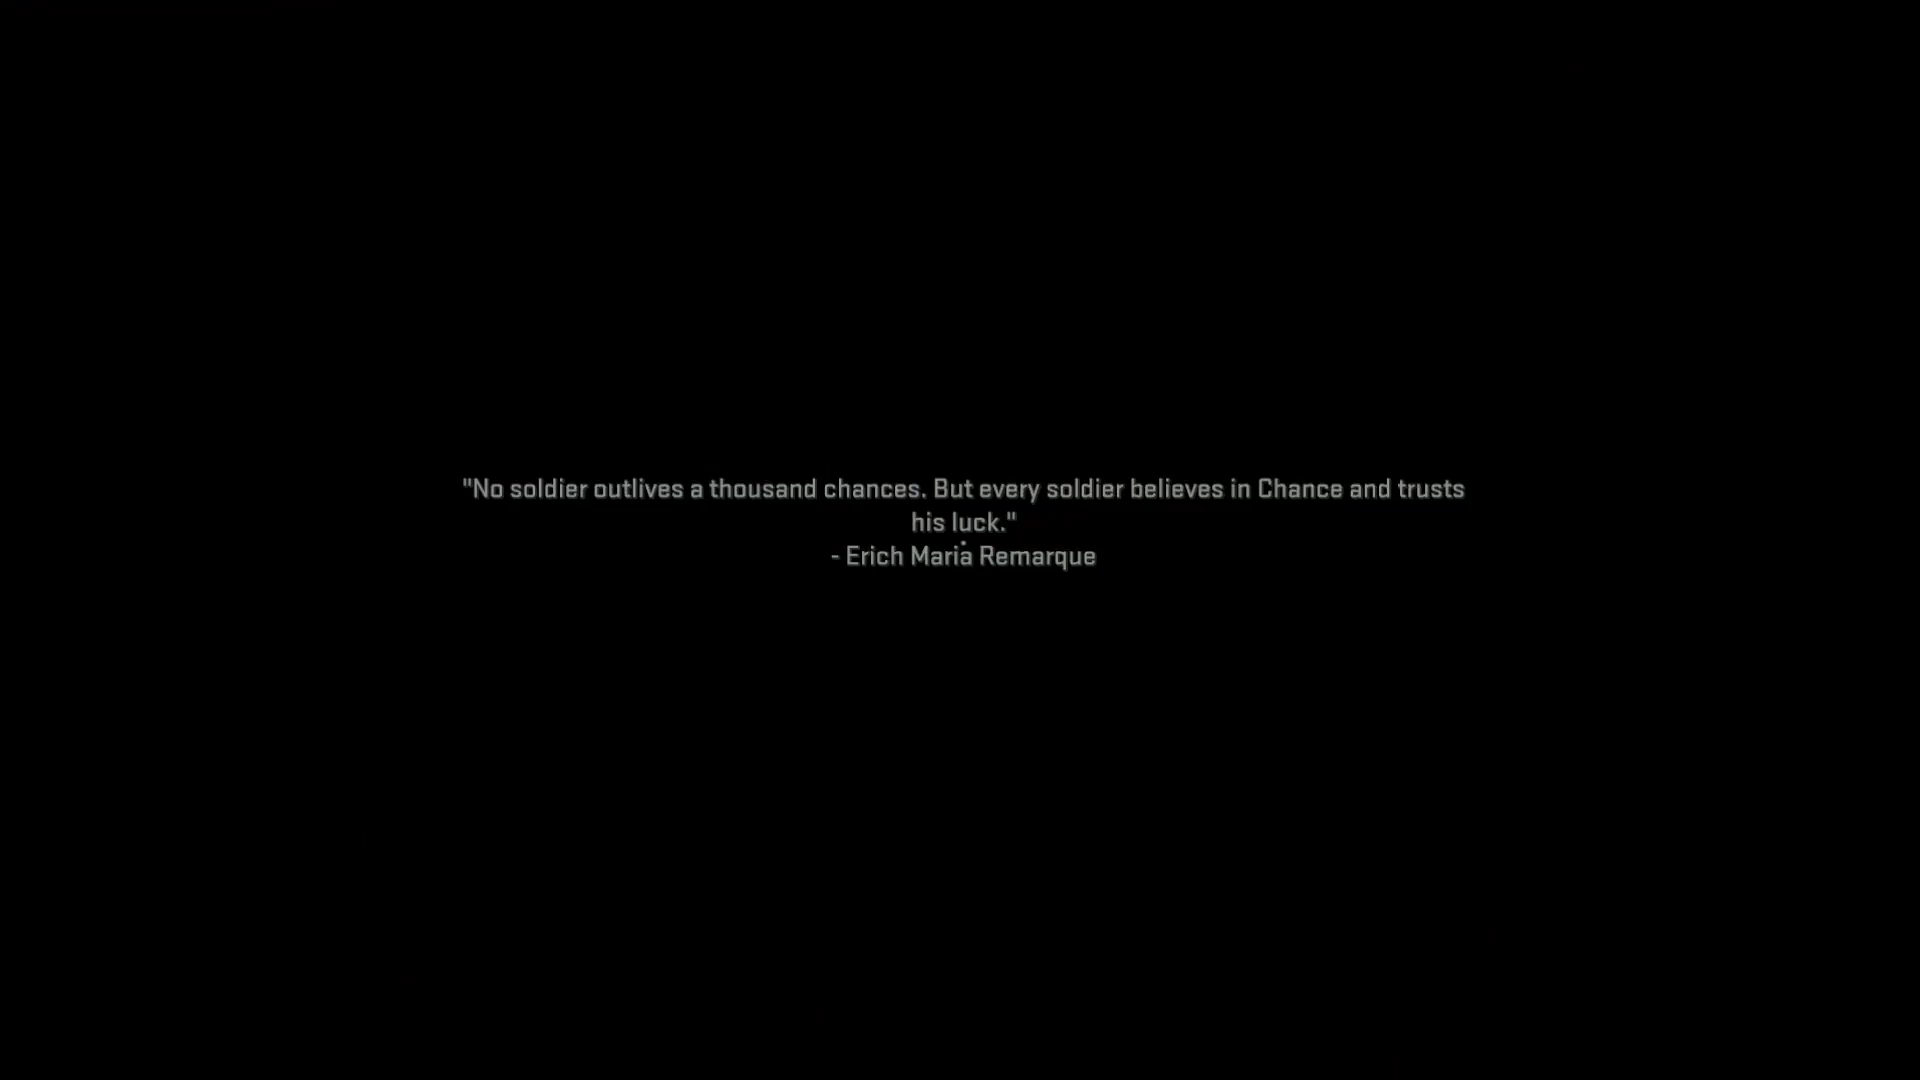 "No soldier outlives a thousand chances. But every soldier believes in Chance and trusts
his luck."
- Erich Maria Remarque